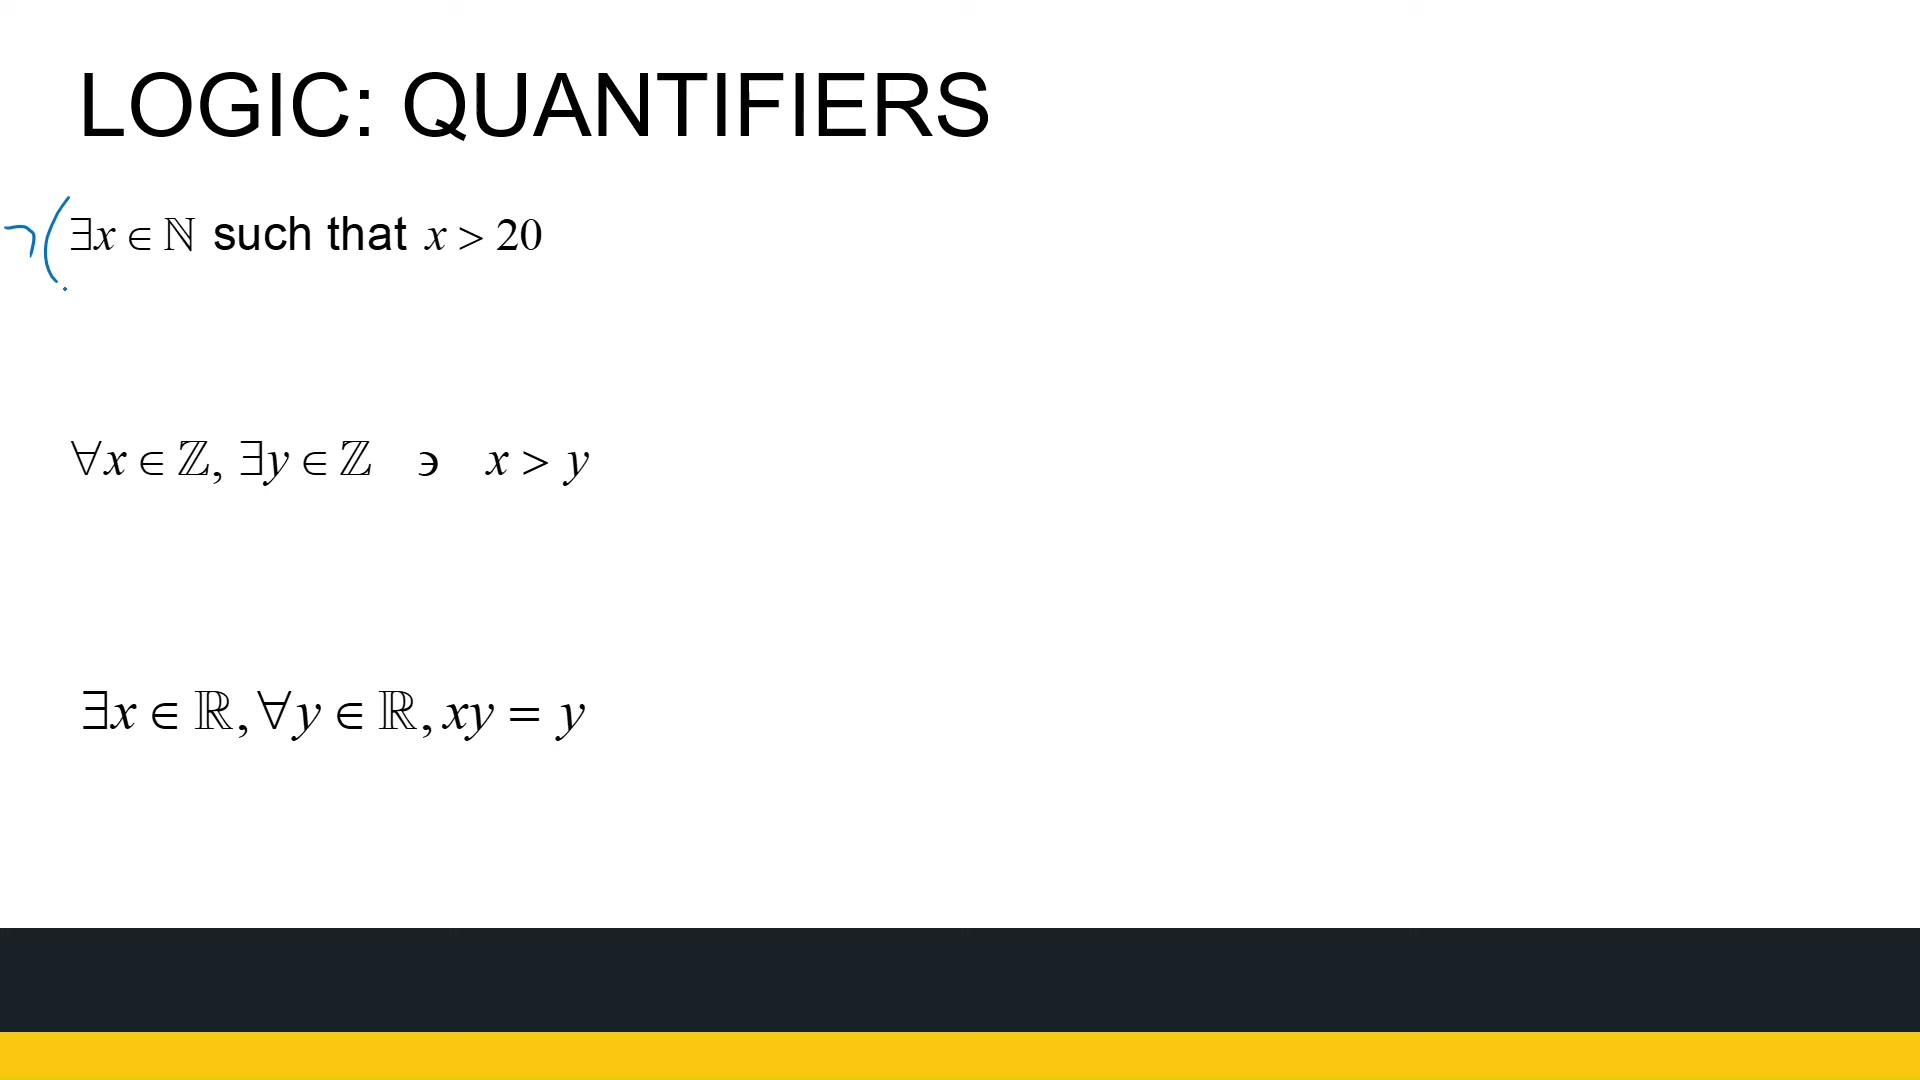 LOGIC: QUANTIFIERS
¬(∃x ∈ ℕ such that x > 20
∀x ∈ ℤ, ∃y ∈ ℤ ∍ x > y
∃x ∈ ℝ, ∀y ∈ ℝ, xy = y